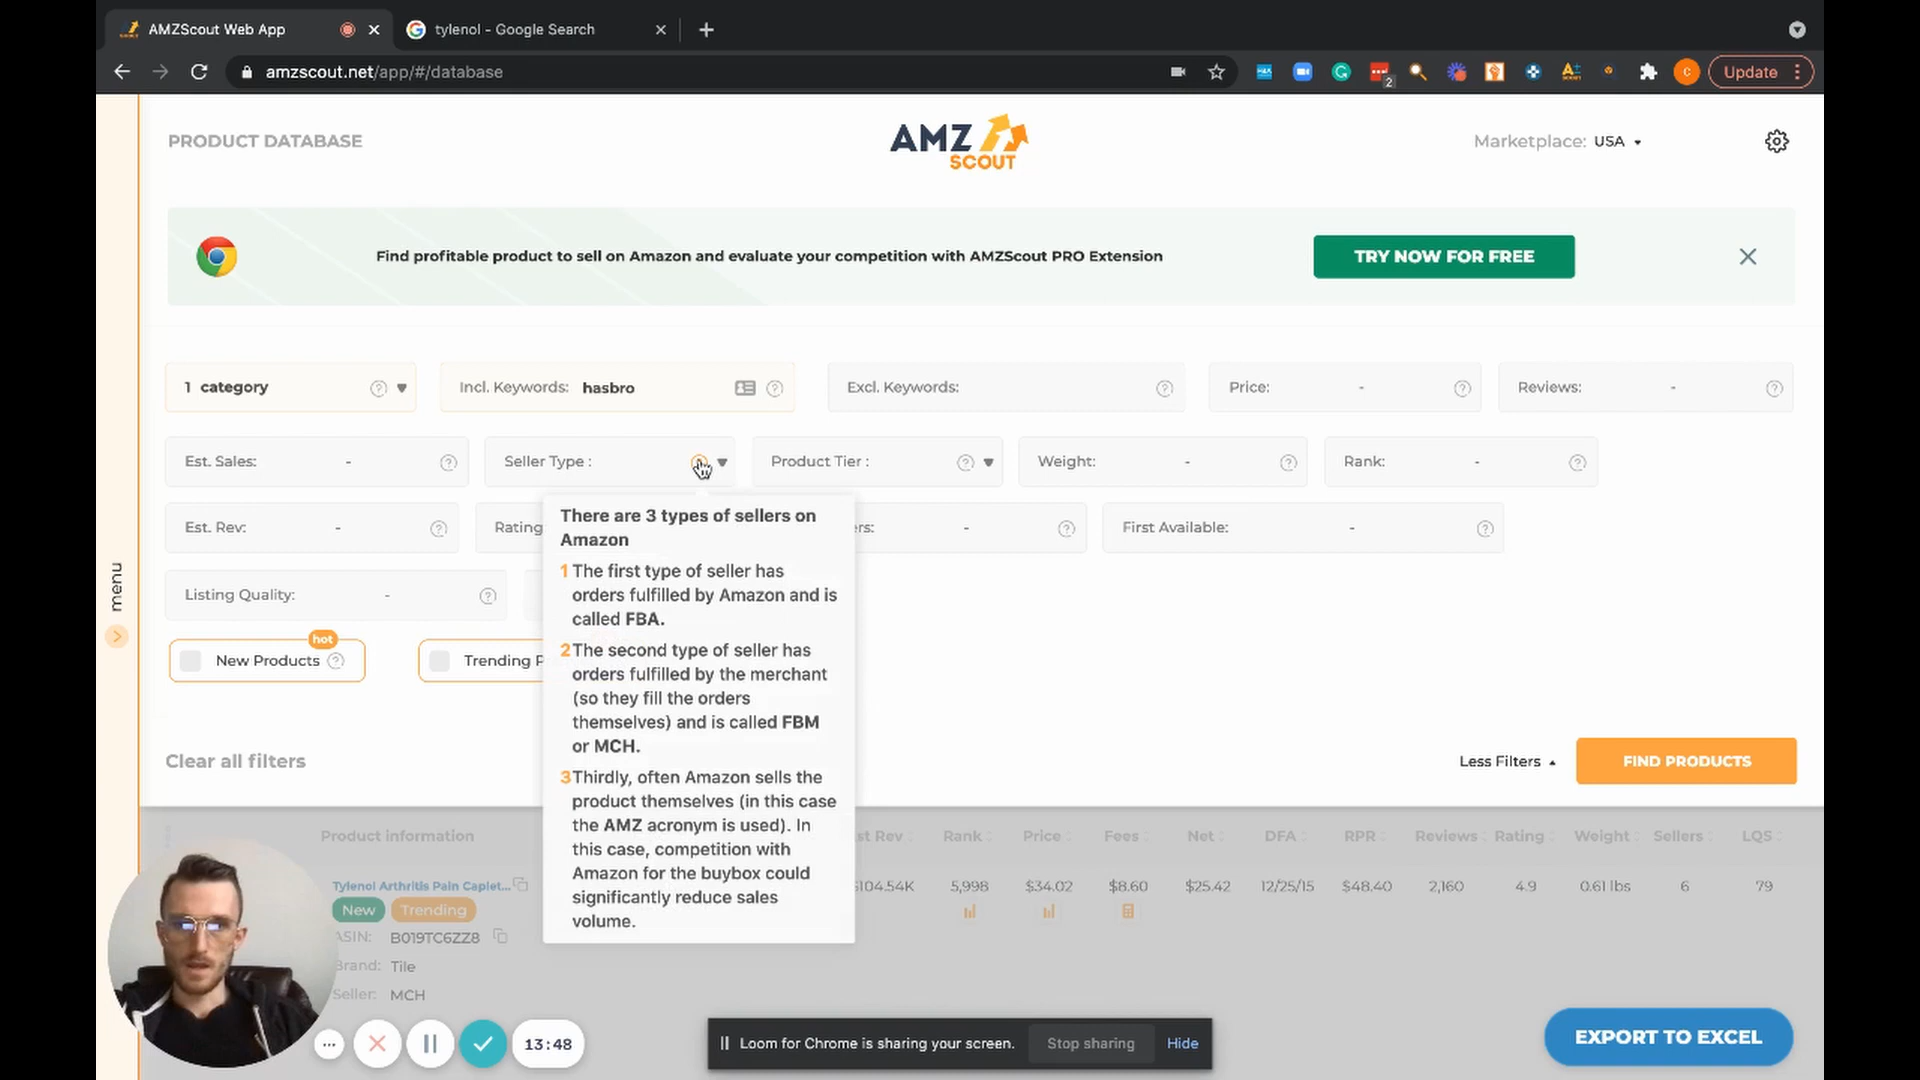 AMZScout Web App
tylenol - Google Search
amzscout.net/app/#/database
2
C
Update
PRODUCT DATABASE
AMZ
SCOUT
Marketplace: USA
Find profitable product to sell on Amazon and evaluate your competition with AMZScout PRO Extension
TRY NOW FOR FREE
1 category
Incl. Keywords: hasbro
Excl. Keywords:
Price: -
Reviews: -
Est. Sales: -
Seller Type :
Product Tier :
Weight: -
Rank: -
Est. Rev: -
Rating
rs: -
First Available: -
Listing Quality: -
menu
hot
New Products
Trending P
There are 3 types of sellers on
Amazon
1 The first type of seller has
orders fulfilled by Amazon and is
called FBA.
2 The second type of seller has
orders fulfilled by the merchant
(so they fill the orders
themselves) and is called FBM
or MCH.
3 Thirdly, often Amazon sells the
product themselves (in this case
the AMZ acronym is used). In
this case, competition with
Amazon for the buybox could
significantly reduce sales
volume.
Clear all filters
Less Filters
FIND PRODUCTS
Product information
st Rev Rank Price Fees Net DFA RPR Reviews Rating Weight Sellers LQS
Tylenol Arthritis Pain Caplet...
$104.54K 5,998 $34.02 $8.60 $25.42 12/25/15 $48.40 2,160 4.9 0.61 lbs 6 79
New
Trending
ASIN: B019TC6ZZ8
Brand: Tile
Seller: MCH
13:48
Loom for Chrome is sharing your screen.
Stop sharing
Hide
EXPORT TO EXCEL